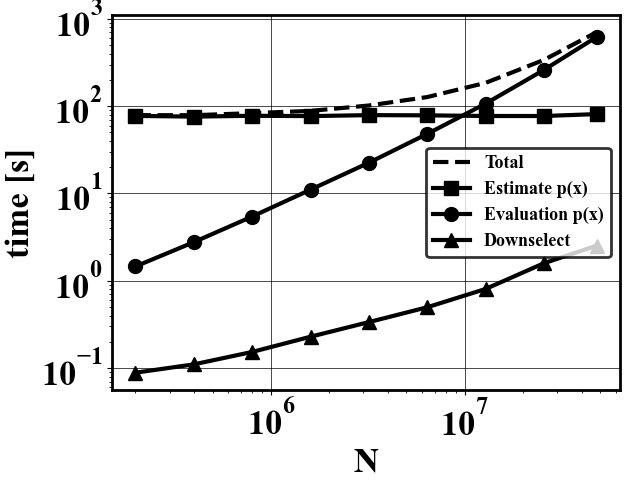 10^3
10^2
10^1
10^0
10^−1
time [s]
Total
Estimate p(x)
Evaluation p(x)
Downselect
10^6 10^7
N